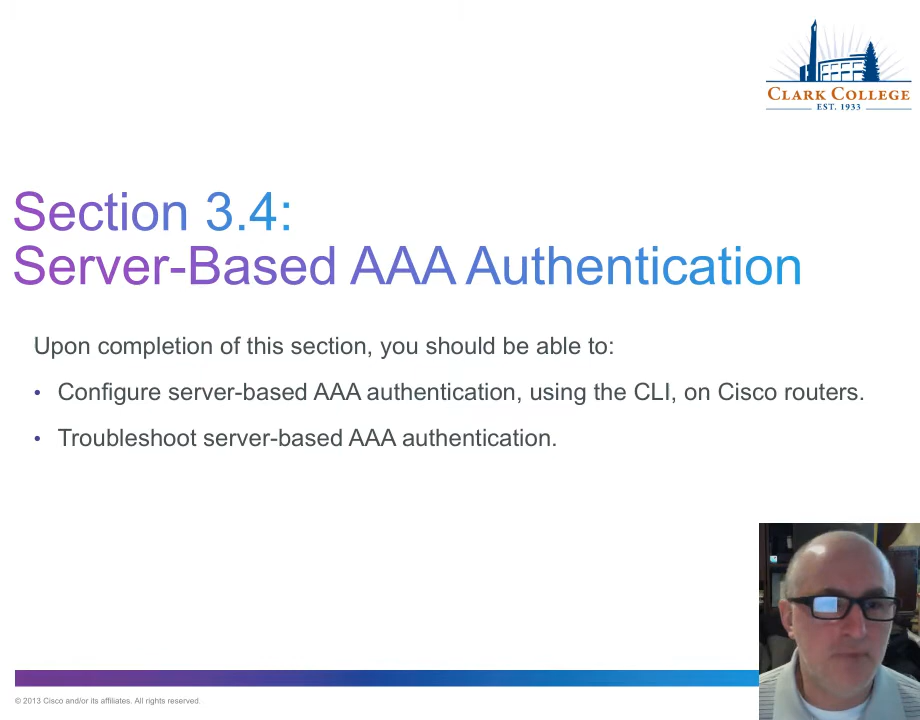 CLARK COLLEGE
EST. 1933
Section 3.4:
Server-Based AAA Authentication
Upon completion of this section, you should be able to:
• Configure server-based AAA authentication, using the CLI, on Cisco routers.
• Troubleshoot server-based AAA authentication.
© 2013 Cisco and/or its affiliates. All rights reserved.